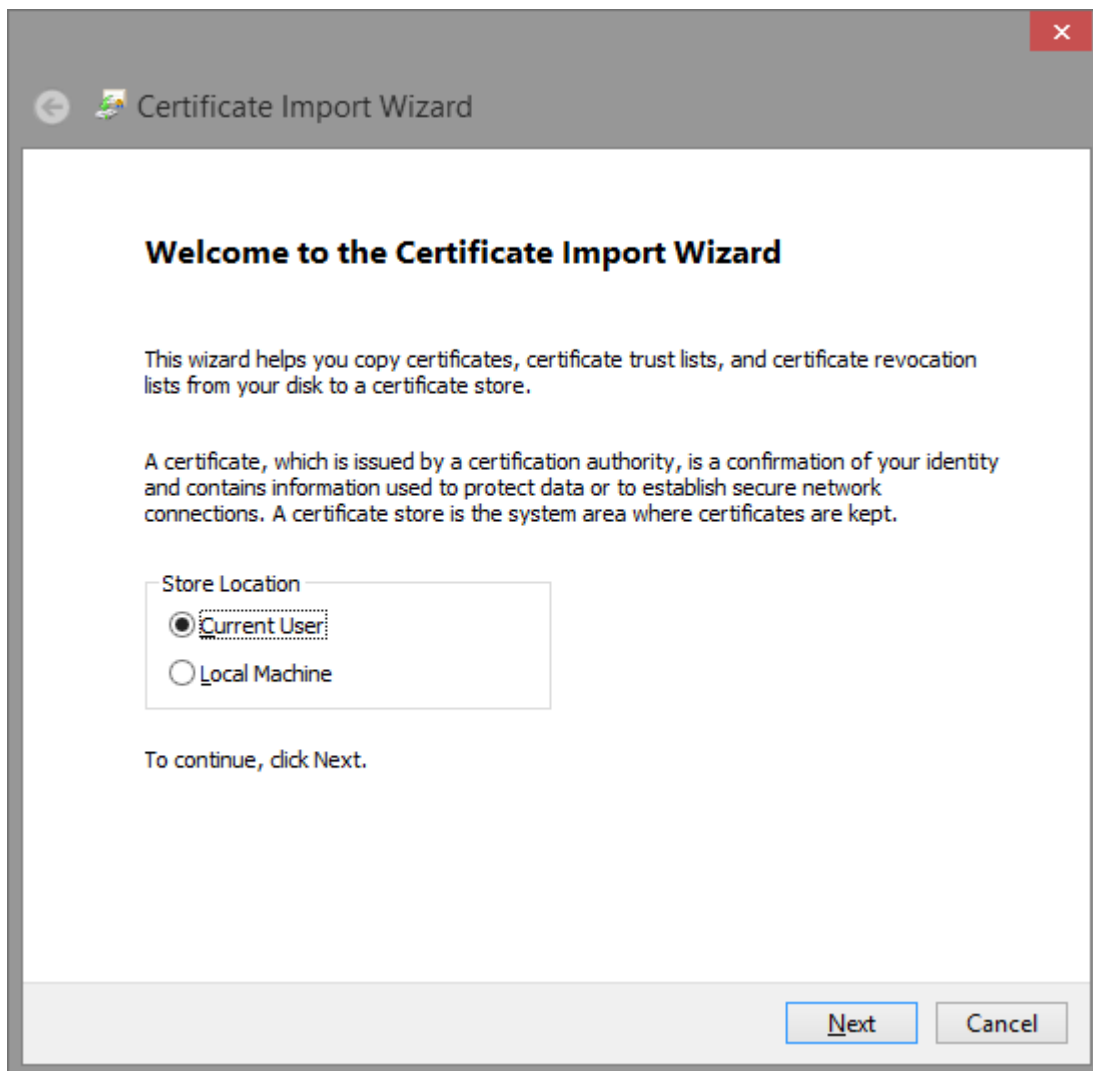 Certificate Import Wizard
Welcome to the Certificate Import Wizard
This wizard helps you copy certificates, certificate trust lists, and certificate revocation
lists from your disk to a certificate store.
A certificate, which is issued by a certification authority, is a confirmation of your identity
and contains information used to protect data or to establish secure network
connections. A certificate store is the system area where certificates are kept.
Store Location
Current User
Local Machine
To continue, click Next.
Next
Cancel